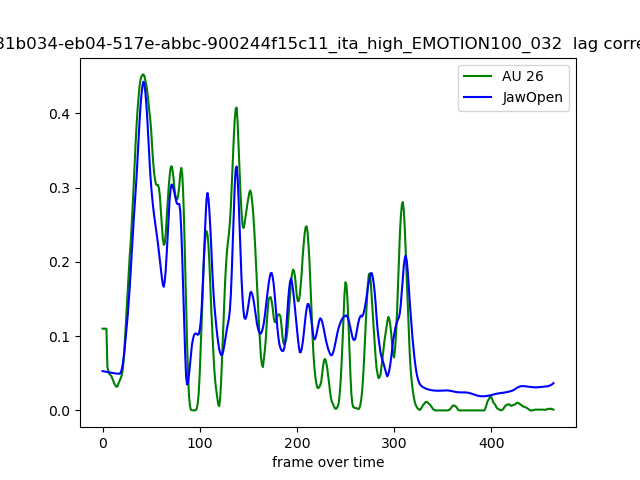 31b034-eb04-517e-abbc-900244f15c11_ita_high_EMOTION100_032 lag corre
AU 26
JawOpen
0.4
0.3
0.2
0.1
0.0
0 100 200 300 400
frame over time